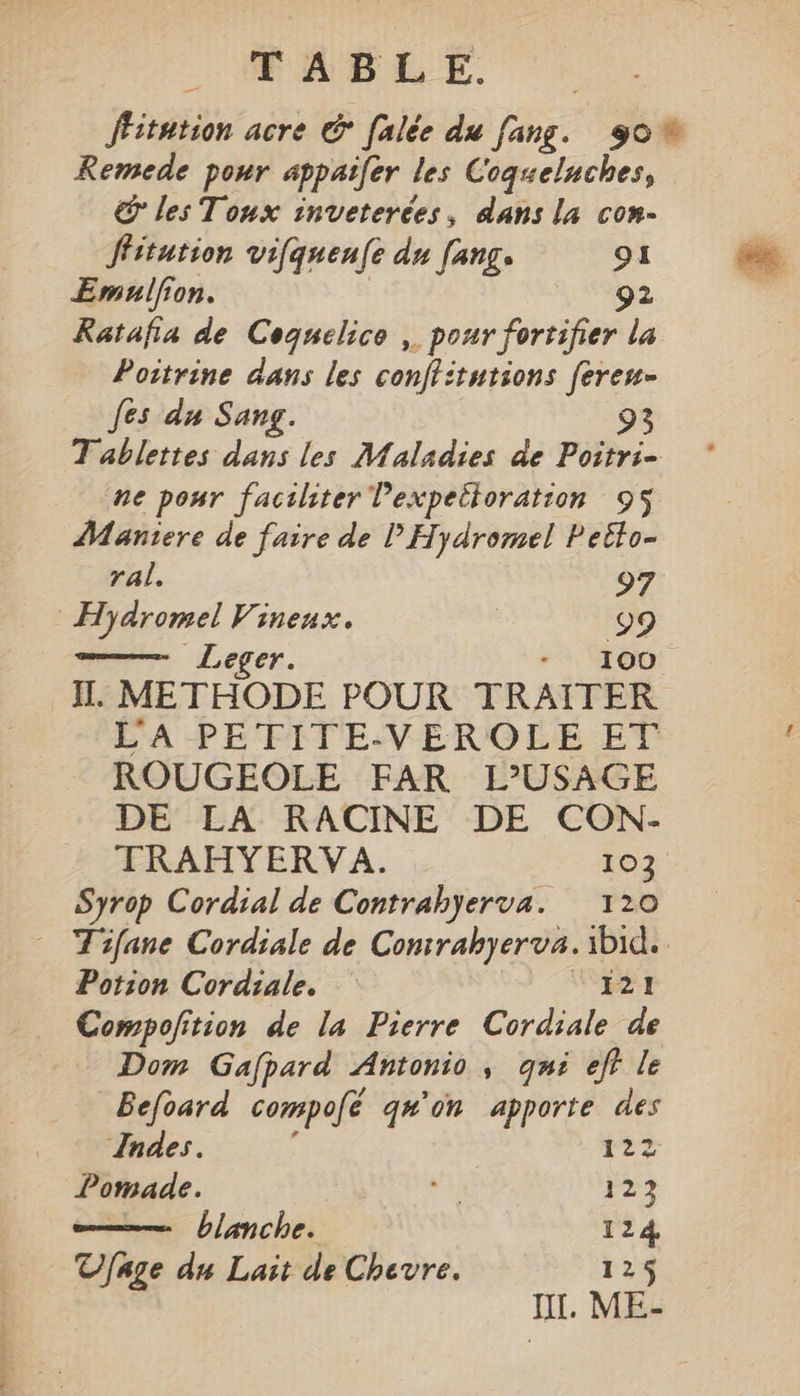 TABLE.
ſtitution acre & ſalée du ſang. 90
Remede pour appaiſer les Coqueluches,
& les Toux inveterées, dans la con-
ſtitution viſqueuſe du ſang. 91
Emulſion. 92
Ratafia de Coquelico, pour fortifier la
Poitrine dans les conſtitutions ſereu-
ſes du Sang. 93
Tablettes dans les Maladies de Poitri-
ne pour faciliter l'expectoration 95
Maniere de faire de l'Hydromel Pecto-
ral. 97
Hydromel Vineux. 99
—— Leger. 100
II. METHODE POUR TRAITER
LA PETITE-VEROLE ET
ROUGEOLE FAR L'USAGE
DE LA RACINE DE CON-
TRAHYERVA. 103
Syrop Cordial de Contrahyerva. 120
Tiſane Cordiale de Contrahyerva. ibid.
Potion Cordiale. 121
Compoſition de la Pierre Cordiale de
Dom Gaſpard Antonio, qui eſt le
Beſoard compoſé qu'on apporte des
Indes. 122
Pomade. 123
—— blanche. 124
Uſage du Lait de Chevre. 125
III. ME-